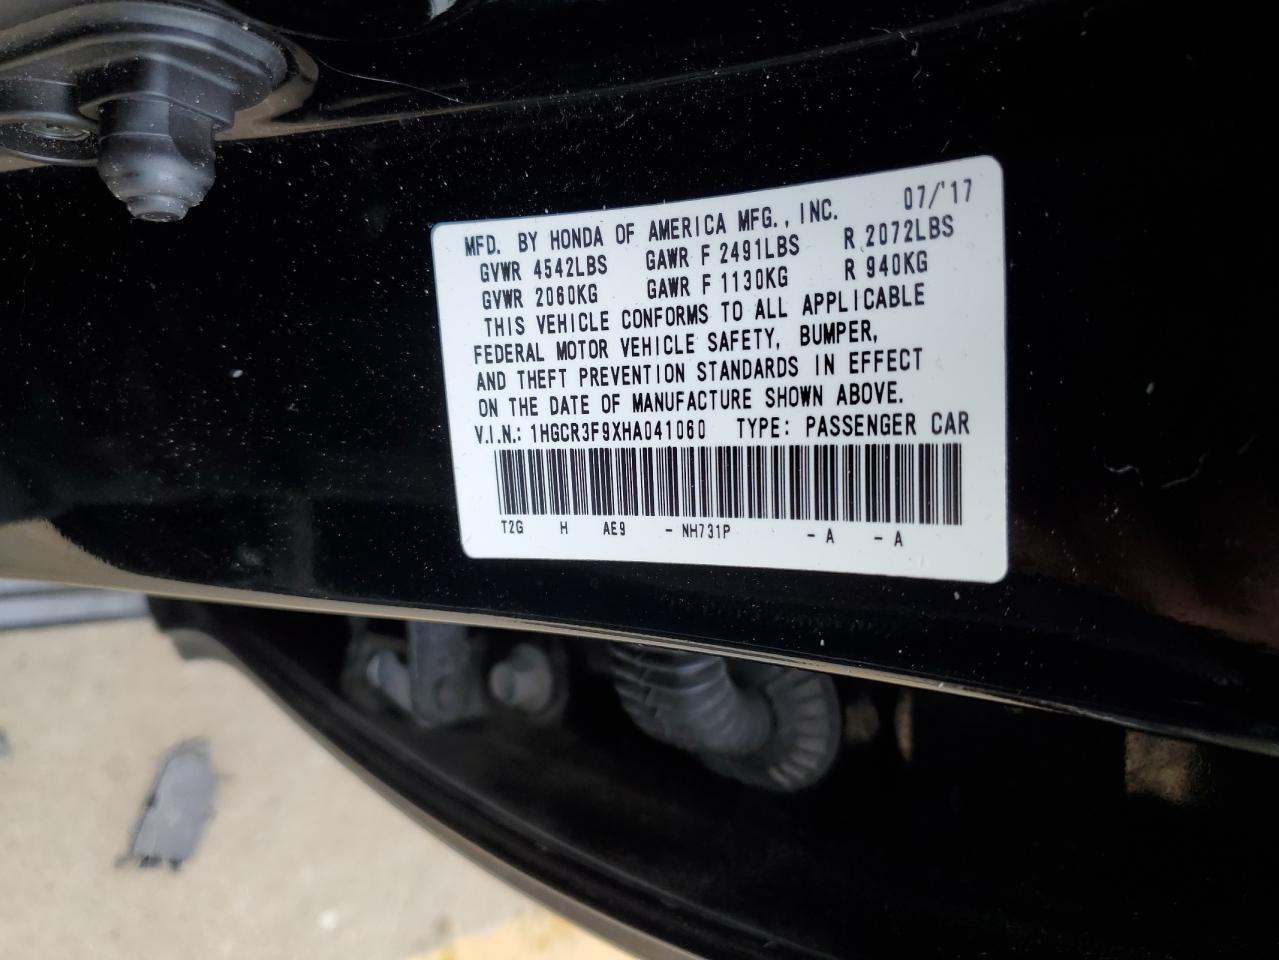 07/'17
MFD. BY HONDA OF AMERICA MFG., INC.
GVWR 4542LBS GAWR F 2491LBS R 2072LBS
GVWR 2060KG GAWR F 1130KG R 940KG
THIS VEHICLE CONFORMS TO ALL APPLICABLE
FEDERAL MOTOR VEHICLE SAFETY, BUMPER,
AND THEFT PREVENTION STANDARDS IN EFFECT
ON THE DATE OF MANUFACTURE SHOWN ABOVE.
V.I.N.: 1HGCR3F9XHA041060 TYPE: PASSENGER CAR
T2G H AE9 - NH731P - A - A